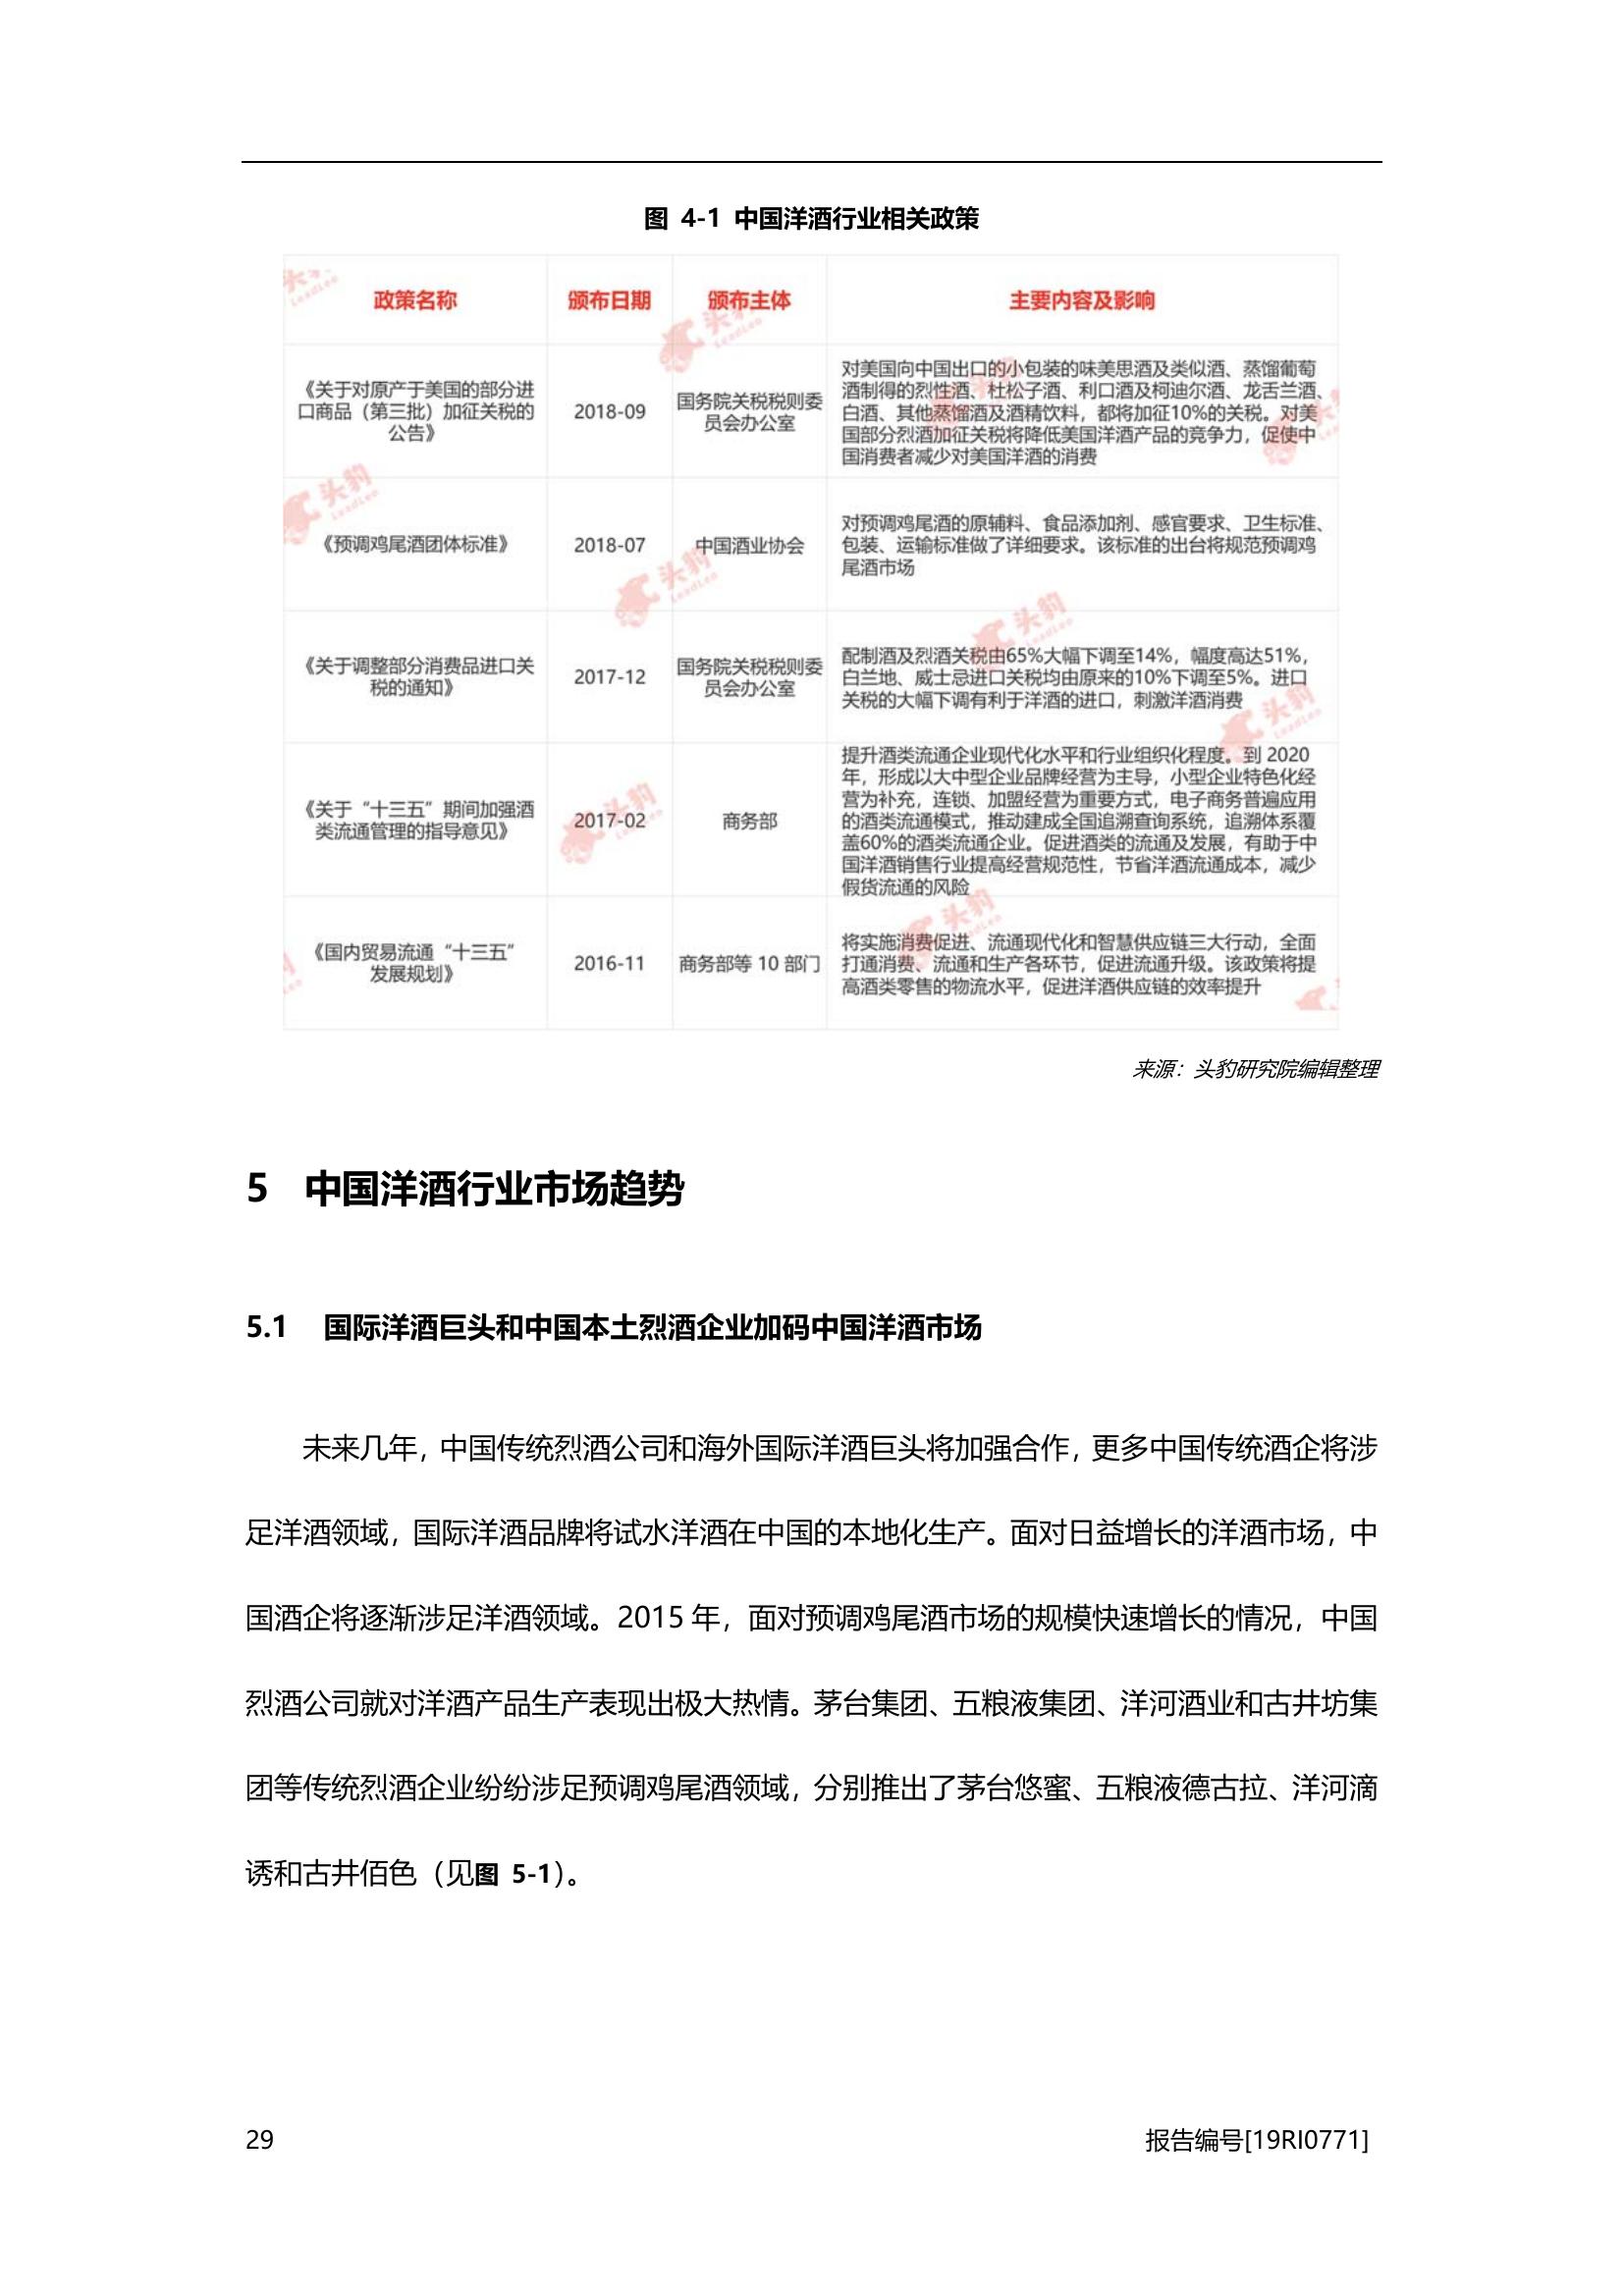 图 4-1 中国洋酒行业相关政策
政策名称
颁布日期
颁布主体
主要内容及影响
《关于对原产于美国的部分进
口商品（第三批）加征关税的
公告》
2018-09
国务院关税税则委
员会办公室
对美国向中国出口的小包装的味美思酒及类似酒、蒸馏葡萄
酒制得的烈性酒、杜松子酒、利口酒及柯迪尔酒、龙舌兰酒、
白酒、其他蒸馏酒及酒精饮料，都将加征10%的关税。对美
国部分烈酒加征关税将降低美国洋酒产品的竞争力，促使中
国消费者减少对美国洋酒的消费
《预调鸡尾酒团体标准》
2018-07
中国酒业协会
对预调鸡尾酒的原辅料、食品添加剂、感官要求、卫生标准、
包装、运输标准做了详细要求。该标准的出台将规范预调鸡
尾酒市场
《关于调整部分消费品进口关
税的通知》
2017-12
国务院关税税则委
员会办公室
配制酒及烈酒关税由65%大幅下调至14%，幅度高达51%，
白兰地、威士忌进口关税均由原来的10%下调至5%。进口
关税的大幅下调有利于洋酒的进口，刺激洋酒消费
《关于“十三五”期间加强酒
类流通管理的指导意见》
2017-02
商务部
提升酒类流通企业现代化水平和行业组织化程度。到 2020
年，形成以大中型企业品牌经营为主导，小型企业特色化经
营为补充，连锁、加盟经营为重要方式，电子商务普遍应用
的酒类流通模式，推动建成全国追溯查询系统，追溯体系覆
盖60%的酒类流通企业。促进酒类的流通及发展，有助于中
国洋酒销售行业提高经营规范性，节省洋酒流通成本，减少
假货流通的风险
《国内贸易流通“十三五”
发展规划》
2016-11
商务部等 10 部门
将实施消费促进、流通现代化和智慧供应链三大行动，全面
打通消费、流通和生产各环节，促进流通升级。该政策将提
高酒类零售的物流水平，促进洋酒供应链的效率提升
来源：头豹研究院编辑整理
5 中国洋酒行业市场趋势
5.1 国际洋酒巨头和中国本土烈酒企业加码中国洋酒市场
未来几年，中国传统烈酒公司和海外国际洋酒巨头将加强合作，更多中国传统酒企将涉
足洋酒领域，国际洋酒品牌将试水洋酒在中国的本地化生产。面对日益增长的洋酒市场，中
国酒企将逐渐涉足洋酒领域。2015 年，面对预调鸡尾酒市场的规模快速增长的情况，中国
烈酒公司就对洋酒产品生产表现出极大热情。茅台集团、五粮液集团、洋河酒业和古井坊集
团等传统烈酒企业纷纷涉足预调鸡尾酒领域，分别推出了茅台悠蜜、五粮液德古拉、洋河滴
诱和古井佰色（见图 5-1）。
29
报告编号[19RI0771]